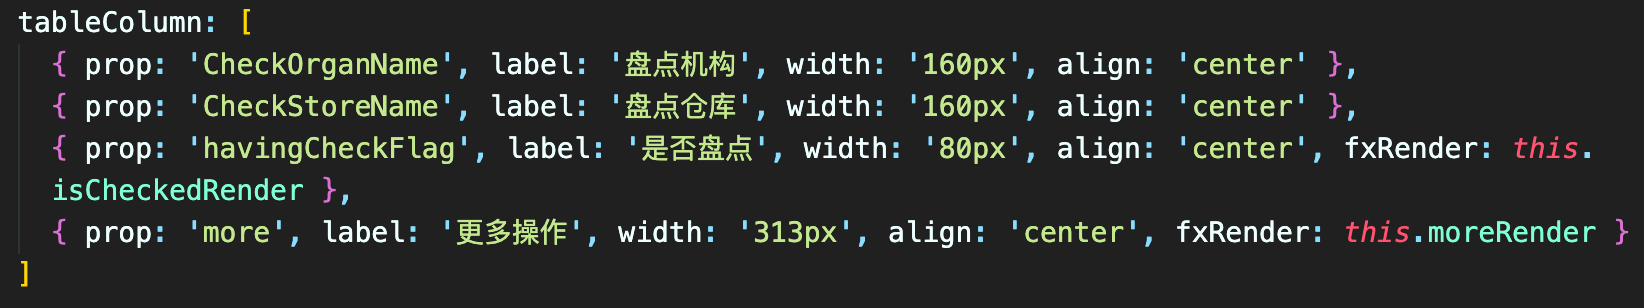 tableColumn: [
{ prop: 'CheckOrganName', label: '盘点机构', width: '160px', align: 'center' },
{ prop: 'CheckStoreName', label: '盘点仓库', width: '160px', align: 'center' },
{ prop: 'havingCheckFlag', label: '是否盘点', width: '80px', align: 'center', fxRender: this.
isCheckedRender },
{ prop: 'more', label: '更多操作', width: '313px', align: 'center', fxRender: this.moreRender }
]